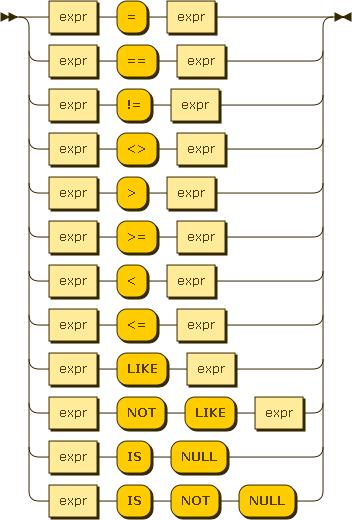 expr = expr
expr == expr
expr != expr
expr <> expr
expr > expr
expr >= expr
expr < expr
expr <= expr
expr LIKE expr
expr NOT LIKE expr
expr IS NULL
expr IS NOT NULL